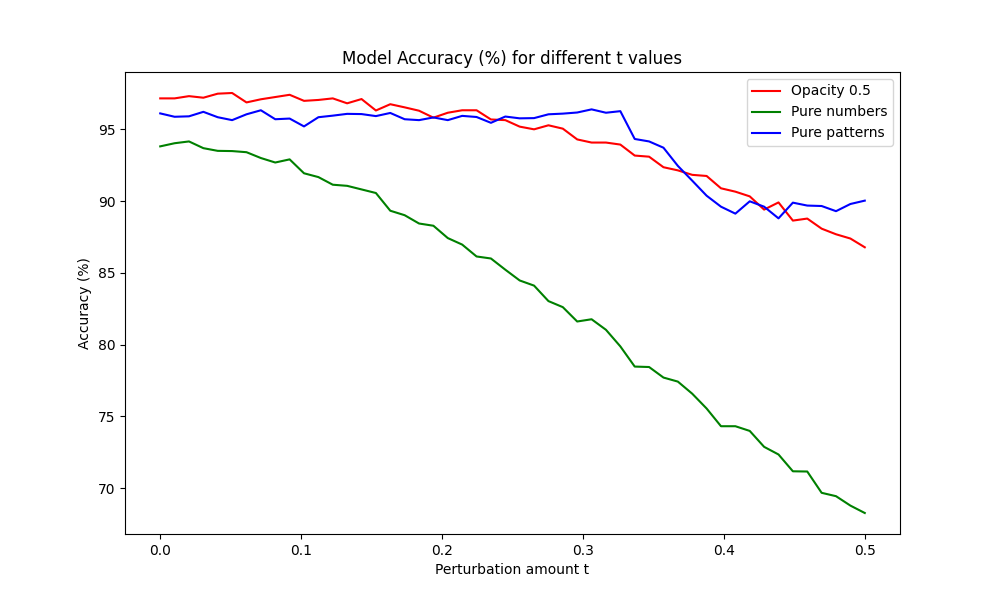 Model Accuracy (%) for different t values
Opacity 0.5
Pure numbers
Pure patterns
Accuracy (%)
95
90
85
80
75
70
0.0 0.1 0.2 0.3 0.4 0.5
Perturbation amount t